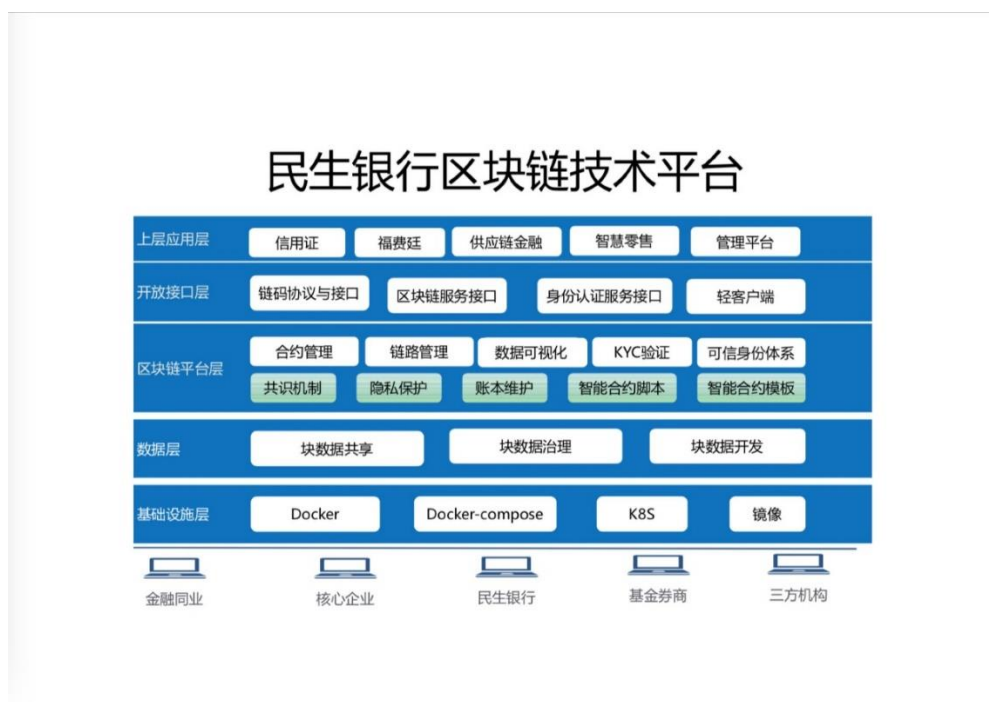 民生银行区块链技术平台
上层应用层 信用证 福费廷 供应链金融 智慧零售 管理平台
开放接口层 链码协议与接口 区块链服务接口 身份认证服务接口 轻客户端
合约管理 链路管理 数据可视化 KYC验证 可信身份体系
区块链平台层
共识机制 隐私保护 账本维护 智能合约脚本 智能合约模板
数据层 块数据共享 块数据治理 块数据开发
基础设施层 Docker Docker-compose K8S 镜像
金融同业 核心企业 民生银行 基金券商 三方机构